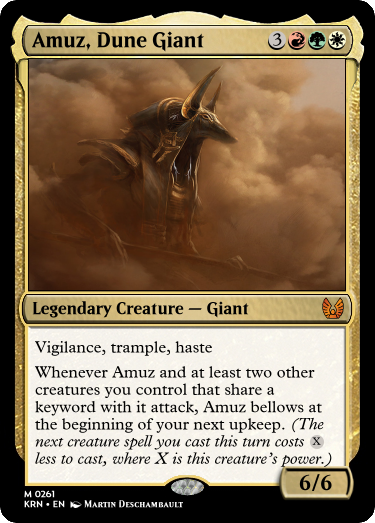 Amuz, Dune Giant 3
Legendary Creature — Giant
Vigilance, trample, haste
Whenever Amuz and at least two other
creatures you control that share a
keyword with it attack, Amuz bellows at
the beginning of your next upkeep. (The
next creature spell you cast this turn costs X
less to cast, where X is this creature's power.)
6/6
M 0261
KRN • EN Martin Deschambault